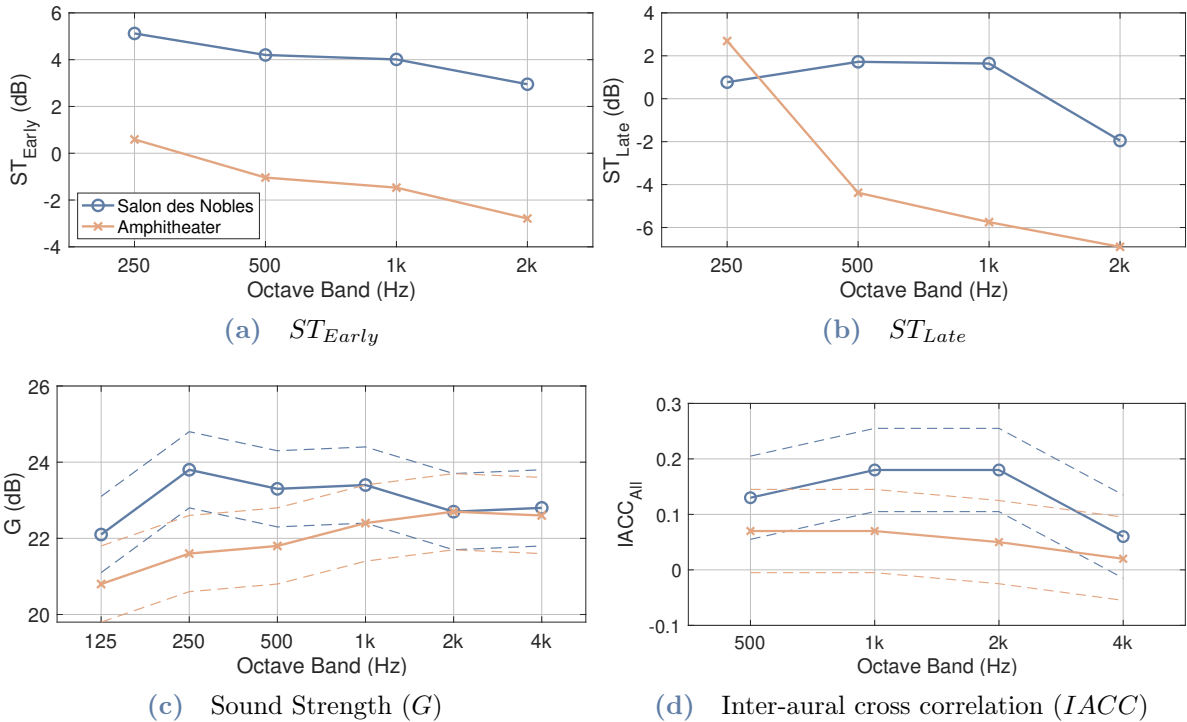 6
4
2
0
-2
-4
ST_Early (dB)
Salon des Nobles
Amphitheater
250 500 1k 2k
Octave Band (Hz)
(a) ST_Early
4
2
0
-2
-4
-6
ST_Late (dB)
250 500 1k 2k
Octave Band (Hz)
(b) ST_Late
26
24
22
20
G (dB)
125 250 500 1k 2k 4k
Octave Band (Hz)
(c) Sound Strength (G)
0.3
0.2
0.1
0
-0.1
IACC_All
500 1k 2k 4k
Octave Band (Hz)
(d) Inter-aural cross correlation (IACC)